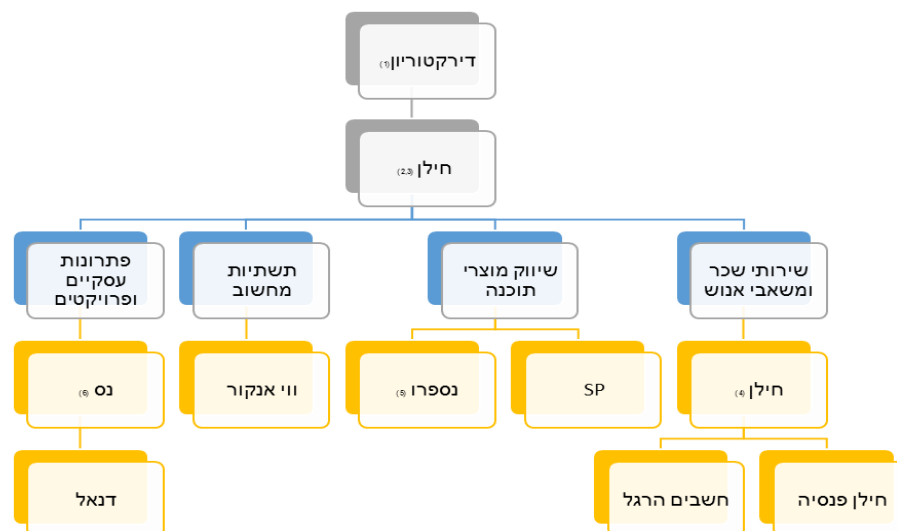 דירקטוריון (1)
חילן (2,3)
שירותי שכר
ומשאבי אנוש
שיווק מוצרי
תוכנה
תשתיות
מחשוב
פתרונות
עסקיים
ופרויקטים
חילן (4)
SP
נספרו (5)
ווי אנקור
נס (6)
חילן פנסיה
חשבים הרגל
דנאל